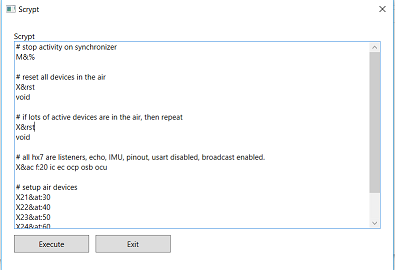 Scrypt
Scrypt
# stop activity on synchronizer
M&%
# reset all devices in the air
X&rst
void
# if lots of active devices are in the air, then repeat
X&rst
void
# all hx7 are listeners, echo, IMU, pinout, usart disabled, broadcast enabled.
X&ac f:20 ic ec ocp osb ocu
# setup air devices
X21&at:30
X22&at:40
X23&at:50
X24&at:60
Execute
Exit